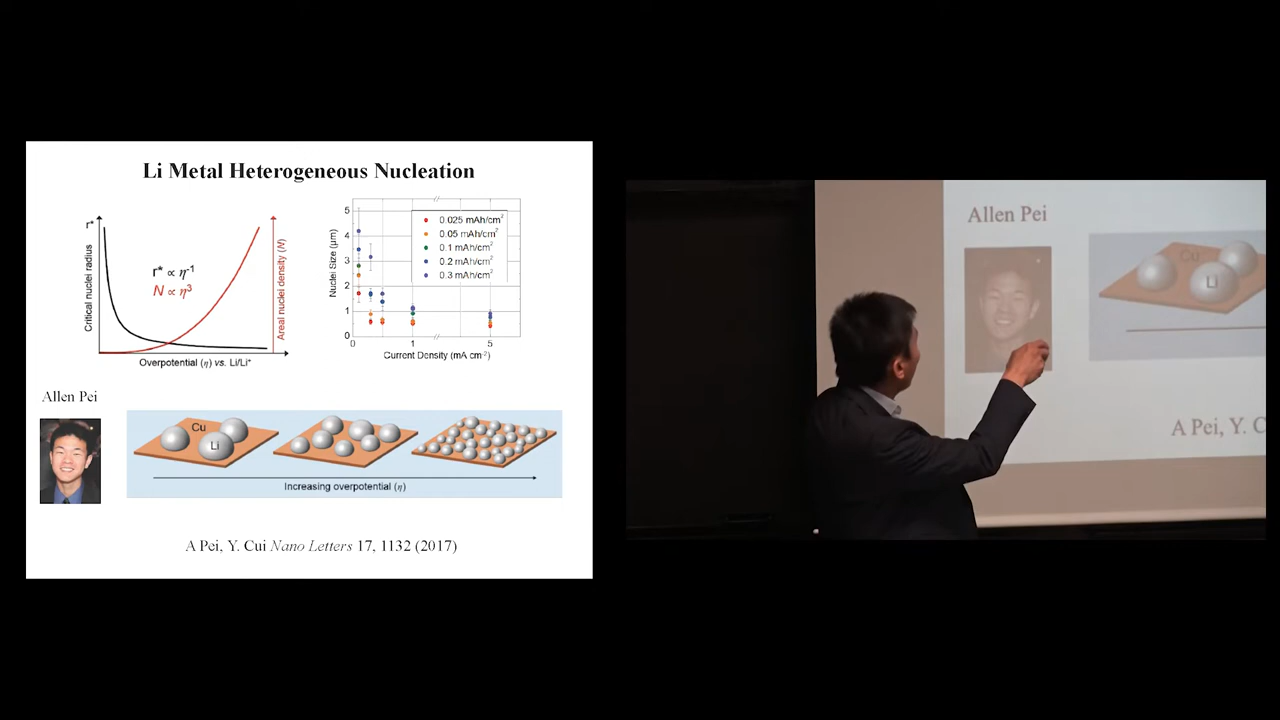 Li Metal Heterogeneous Nucleation
r*
Critical nuclei radius
r* ∝ η⁻¹
N ∝ η³
Areal nuclei density (N)
Overpotential (η) vs. Li/Li⁺
Nuclei Size (μm)
5
4
3
2
1
0
0.025 mAh/cm²
0.05 mAh/cm²
0.1 mAh/cm²
0.2 mAh/cm²
0.3 mAh/cm²
0 1 5
Current Density (mA cm⁻²)
Allen Pei
Cu
Li
Increasing overpotential (η)
A Pei, Y. Cui Nano Letters 17, 1132 (2017)
Allen Pei
Cu
Li
A Pei, Y. C